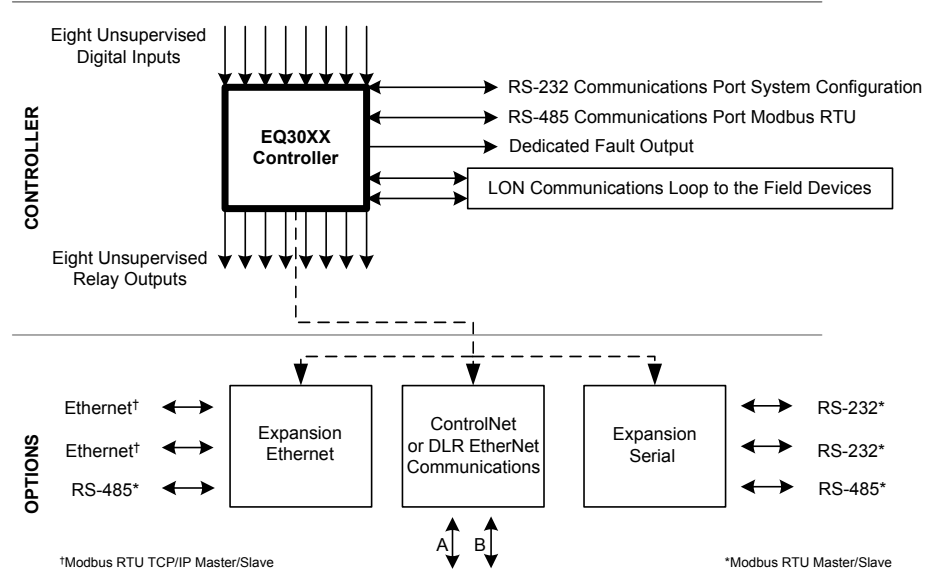 Eight Unsupervised
Digital Inputs
CONTROLLER
EQ30XX
Controller
RS-232 Communications Port System Configuration
RS-485 Communications Port Modbus RTU
Dedicated Fault Output
LON Communications Loop to the Field Devices
Eight Unsupervised
Relay Outputs
OPTIONS
Ethernet†
Ethernet†
RS-485*
Expansion
Ethernet
ControlNet
or DLR EtherNet
Communications
Expansion
Serial
RS-232*
RS-232*
RS-485*
A
B
†Modbus RTU TCP/IP Master/Slave
*Modbus RTU Master/Slave